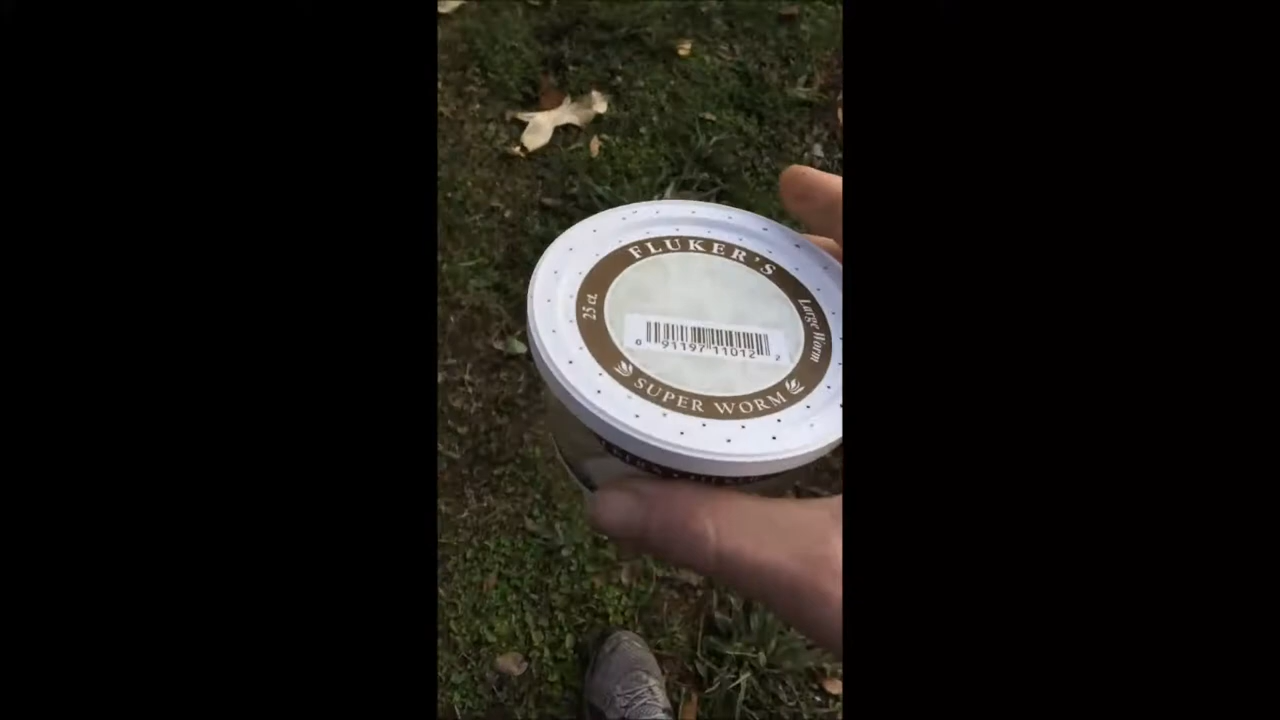 FLUKER'S
25 ct.
Large Worm
0 91197 11012 2
SUPER WORM